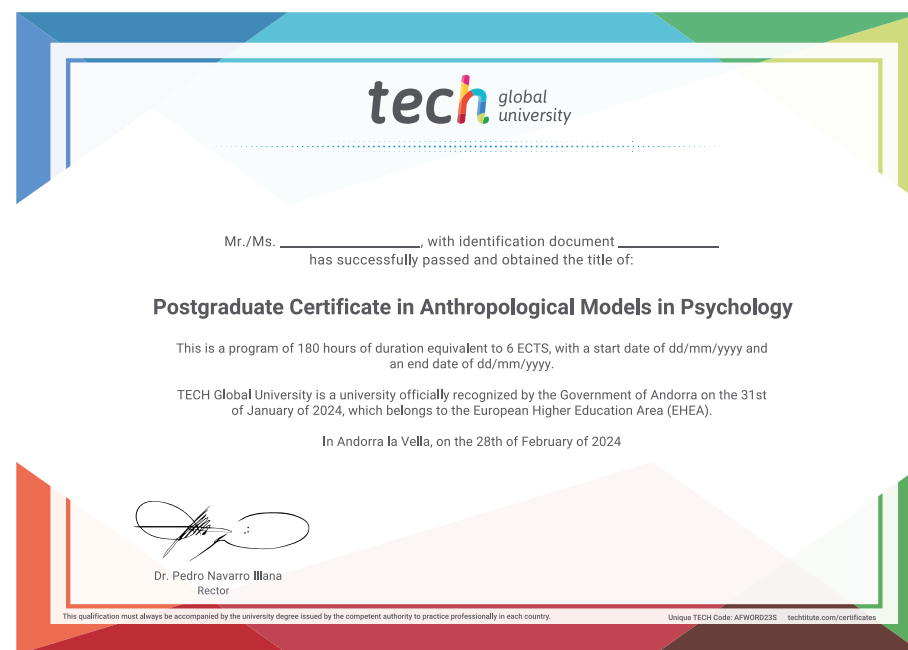 tech global
university
Mr./Ms. ____________, with identification document ____________
has successfully passed and obtained the title of:
Postgraduate Certificate in Anthropological Models in Psychology
This is a program of 180 hours of duration equivalent to 6 ECTS, with a start date of dd/mm/yyyy and
an end date of dd/mm/yyyy.
TECH Global University is a university officially recognized by the Government of Andorra on the 31st
of January of 2024, which belongs to the European Higher Education Area (EHEA).
In Andorra la Vella, on the 28th of February of 2024
Dr. Pedro Navarro Illana
Rector
This qualification must always be accompanied by the university degree issued by the competent authority to practice professionally in each country.
Unique TECH Code: AFWORD23S techtitute.com/certificates